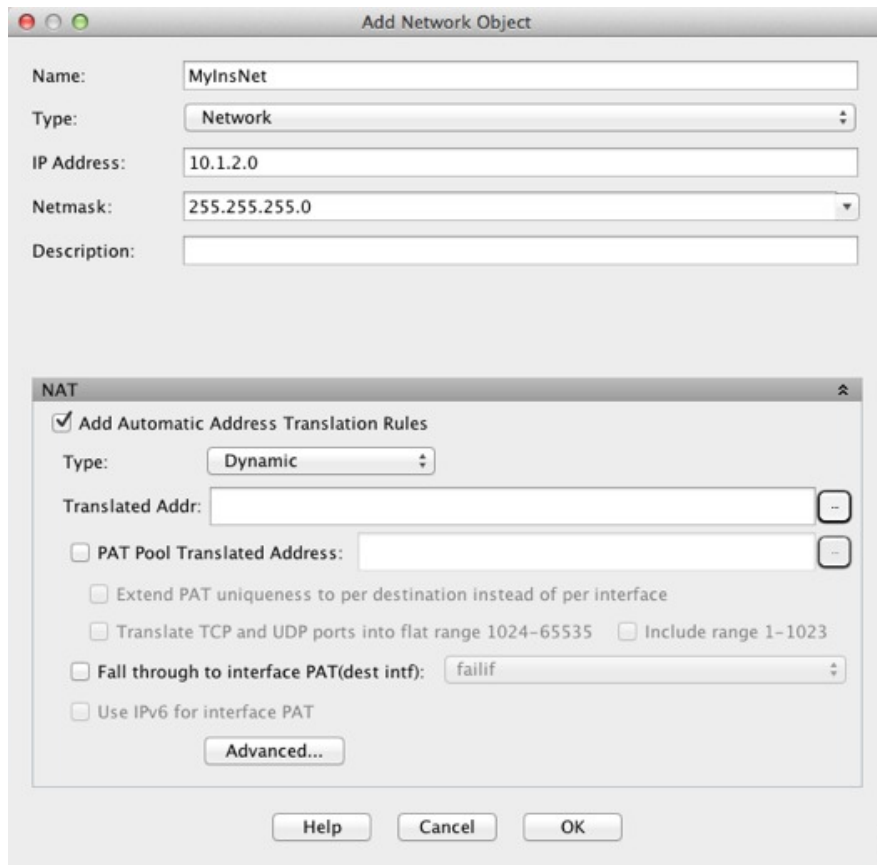 Add Network Object
Name: MyInsNet
Type: Network
IP Address: 10.1.2.0
Netmask: 255.255.255.0
Description:
NAT
Add Automatic Address Translation Rules
Type: Dynamic
Translated Addr:
PAT Pool Translated Address:
Extend PAT uniqueness to per destination instead of per interface
Translate TCP and UDP ports into flat range 1024-65535 Include range 1-1023
Fall through to interface PAT(dest intf): failif
Use IPv6 for interface PAT
Advanced...
Help Cancel OK